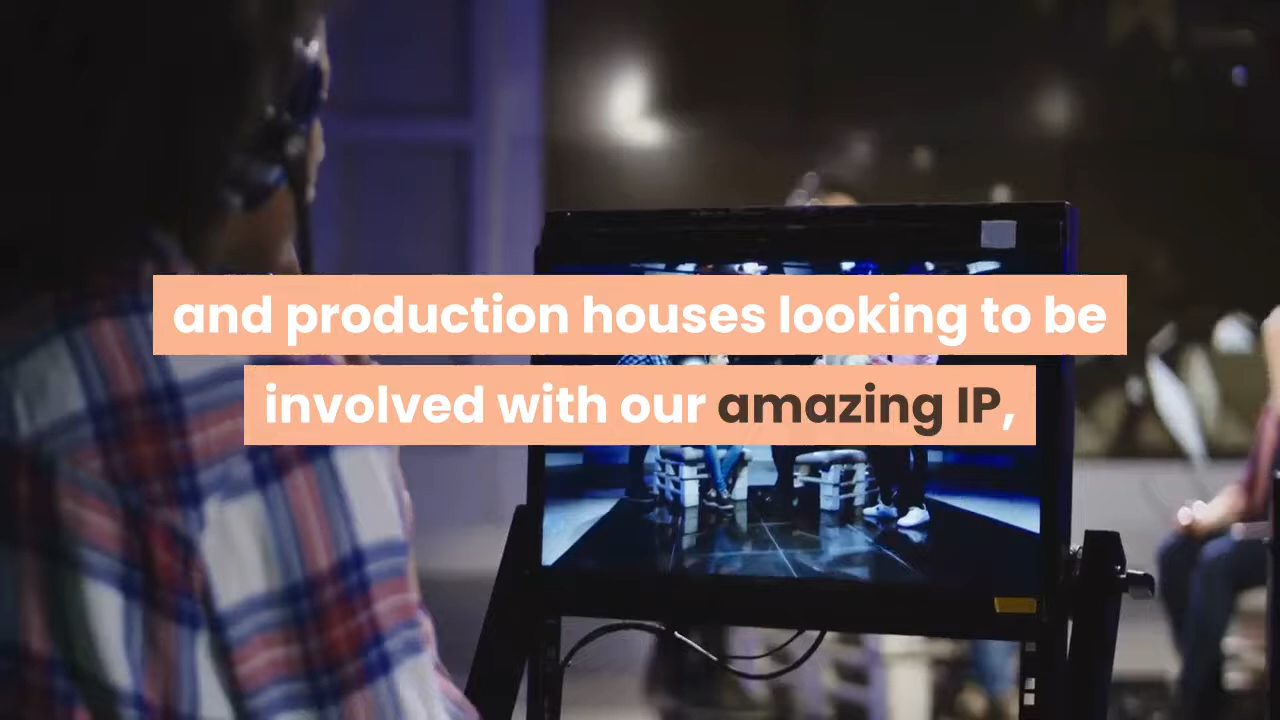 and production houses looking to be
involved with our amazing IP,